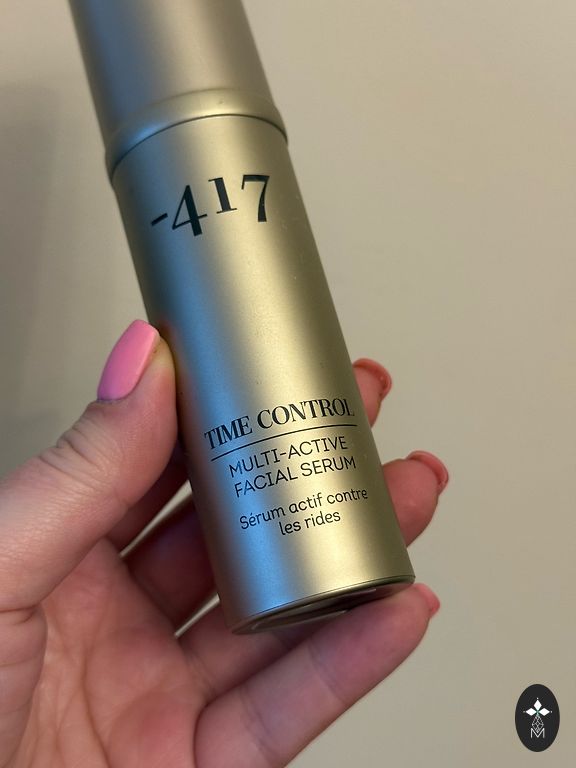 -417
TIME CONTROL
MULTI-ACTIVE
FACIAL SERUM
Sérum actif contre
les rides
M